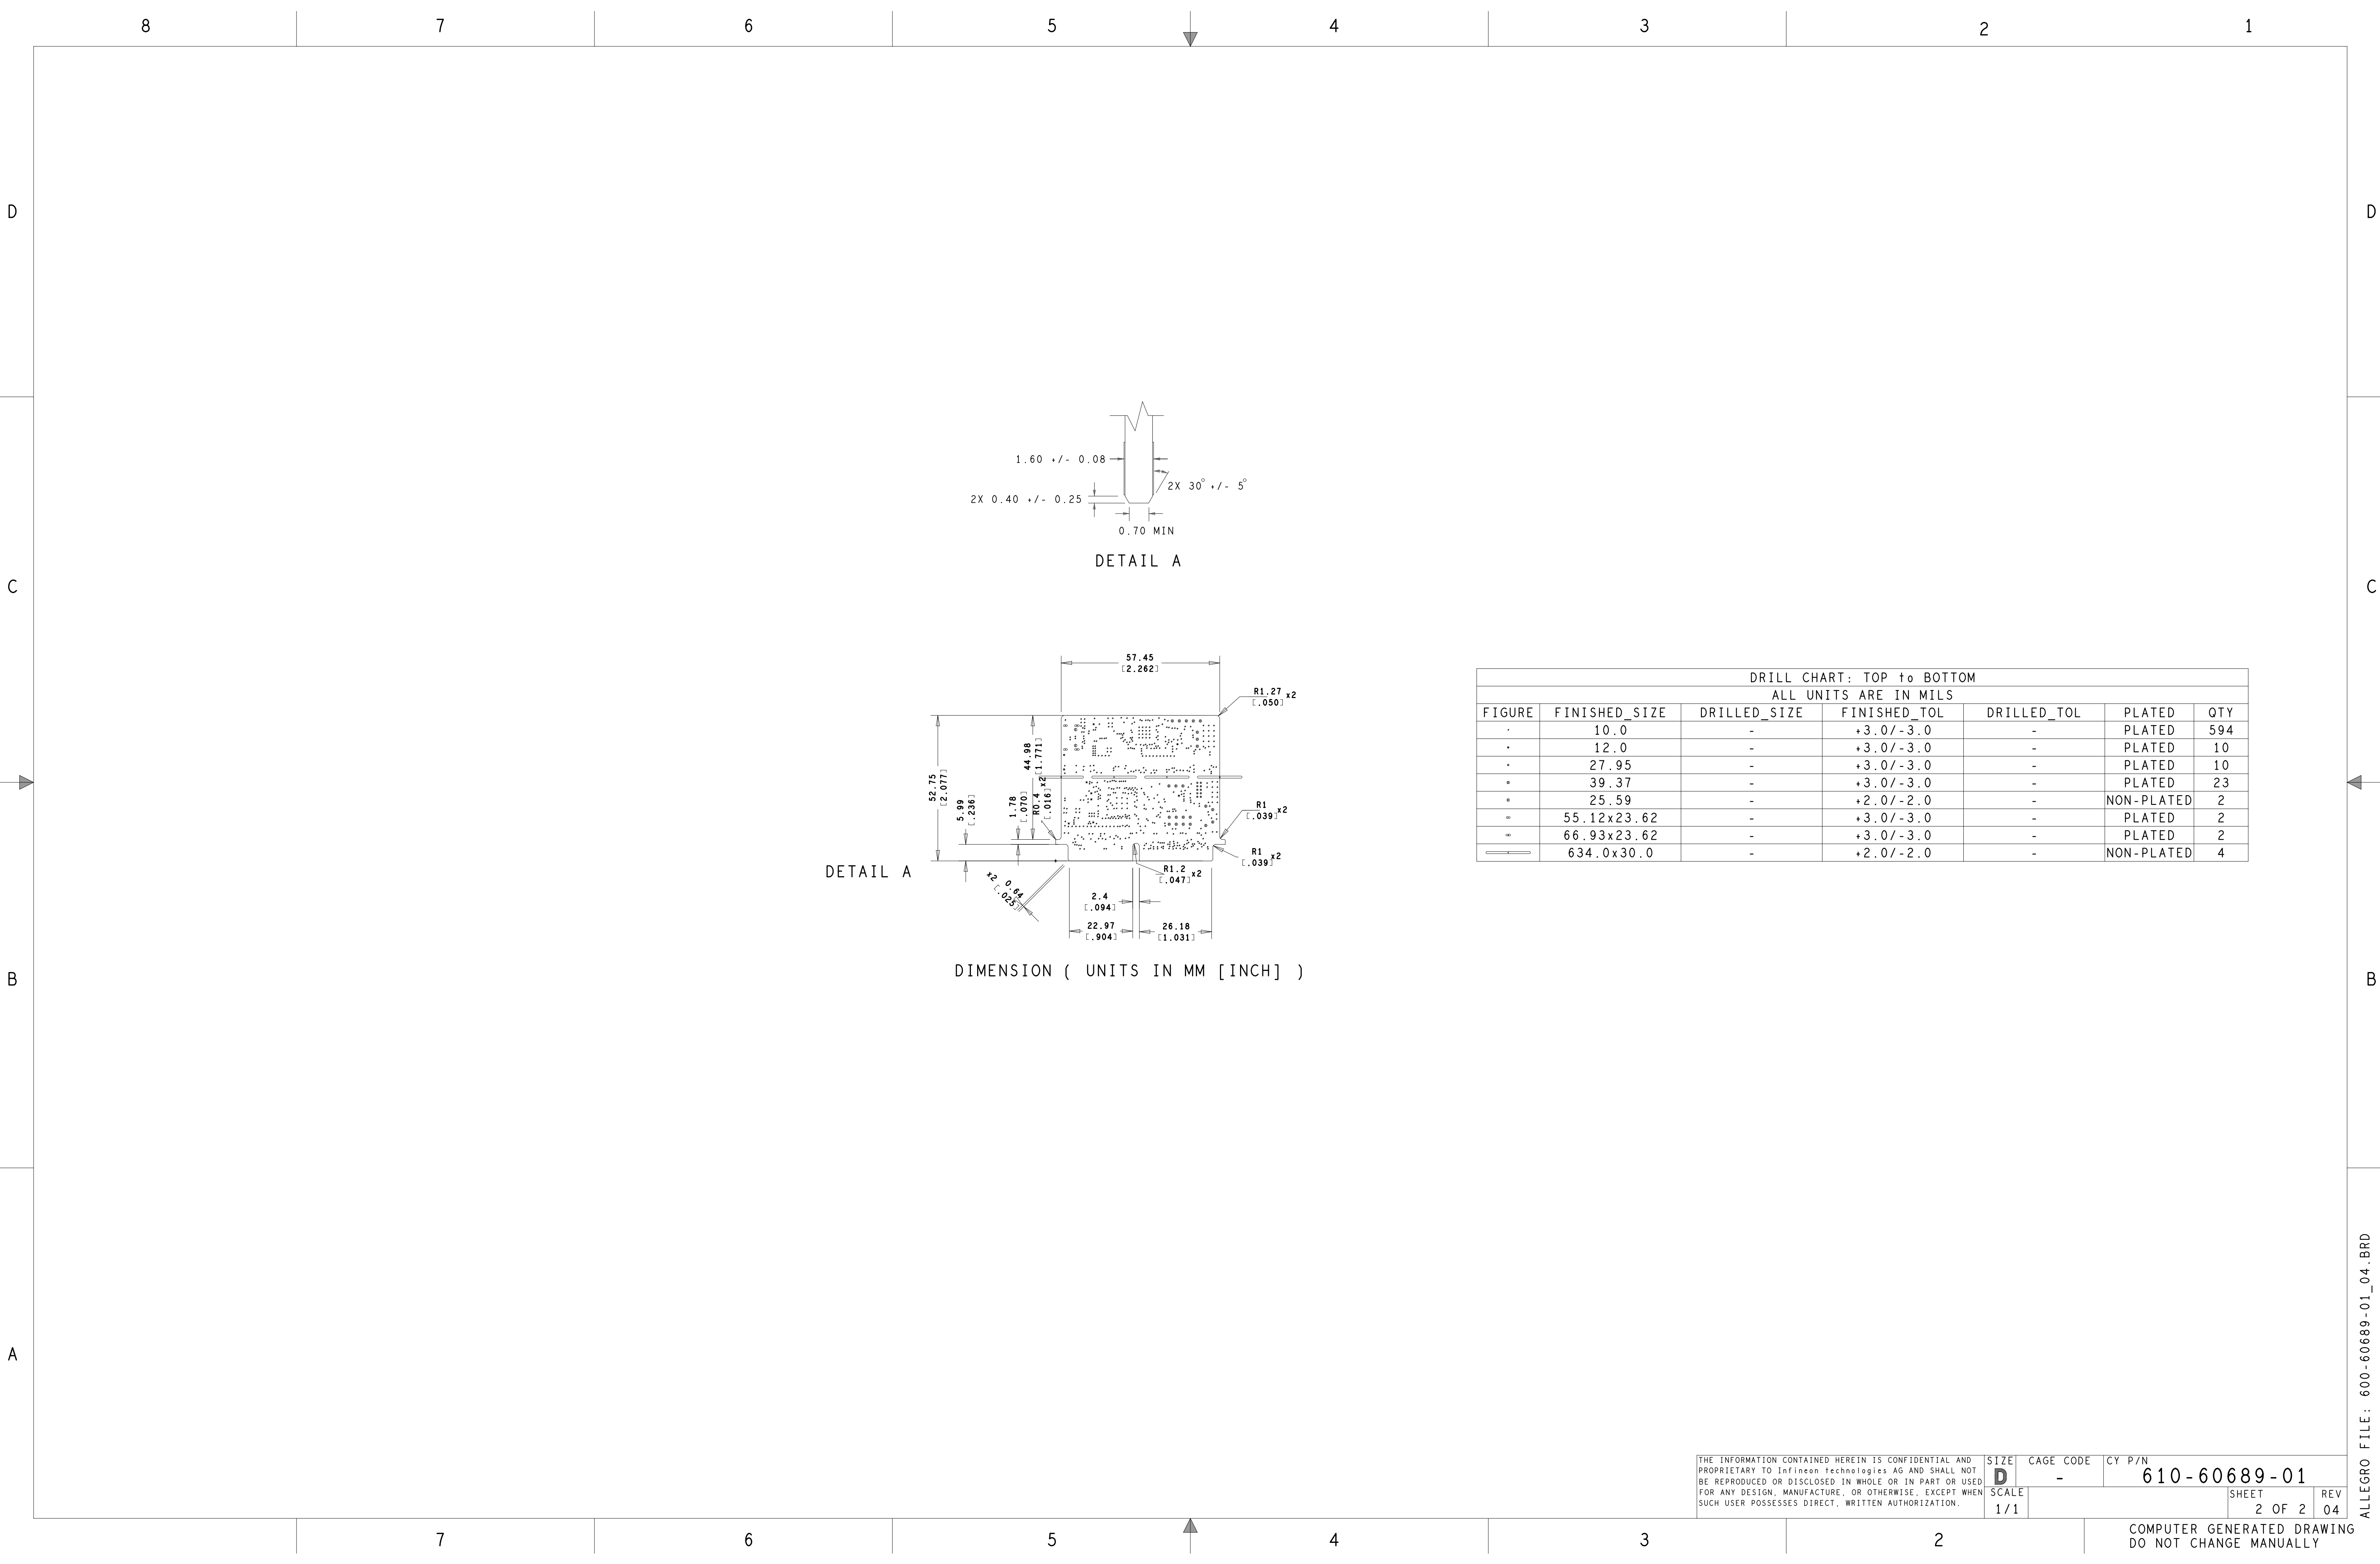 8 7 6 5 4 3 2 1
D D
1.60 +/- 0.08
2X 30° +/- 5°
2X 0.40 +/- 0.25
0.70 MIN
DETAIL A
C C
57.45
[2.262]
R1.27 x2
[.050]
44.98
[1.771]
52.75
[2.077]
5.99
[.236]
1.78
[.070]
R0.4 x2
[.016]
R1 x2
[.039]
R1 x2
[.039]
R1.2 x2
[.047]
DETAIL A
x2 0.64
[.025]
2.4
[.094]
22.97
[.904]
26.18
[1.031]
DIMENSION ( UNITS IN MM [INCH] )
DRILL CHART: TOP to BOTTOM
ALL UNITS ARE IN MILS
FIGURE FINISHED_SIZE DRILLED_SIZE FINISHED_TOL DRILLED_TOL PLATED QTY
10.0 - +3.0/-3.0 - PLATED 594
12.0 - +3.0/-3.0 - PLATED 10
27.95 - +3.0/-3.0 - PLATED 10
39.37 - +3.0/-3.0 - PLATED 23
25.59 - +2.0/-2.0 - NON-PLATED 2
55.12x23.62 - +3.0/-3.0 - PLATED 2
66.93x23.62 - +3.0/-3.0 - PLATED 2
634.0x30.0 - +2.0/-2.0 - NON-PLATED 4
B B
A
ALLEGRO FILE: 600-60689-01_04.BRD
THE INFORMATION CONTAINED HEREIN IS CONFIDENTIAL AND
PROPRIETARY TO Infineon technologies AG AND SHALL NOT
BE REPRODUCED OR DISCLOSED IN WHOLE OR IN PART OR USED
FOR ANY DESIGN, MANUFACTURE, OR OTHERWISE, EXCEPT WHEN
SUCH USER POSSESSES DIRECT, WRITTEN AUTHORIZATION.
SIZE CAGE CODE CY P/N
D - 610-60689-01
SCALE SHEET REV
1/1 2 OF 2 04
7 6 5 4 3 2
COMPUTER GENERATED DRAWING
DO NOT CHANGE MANUALLY